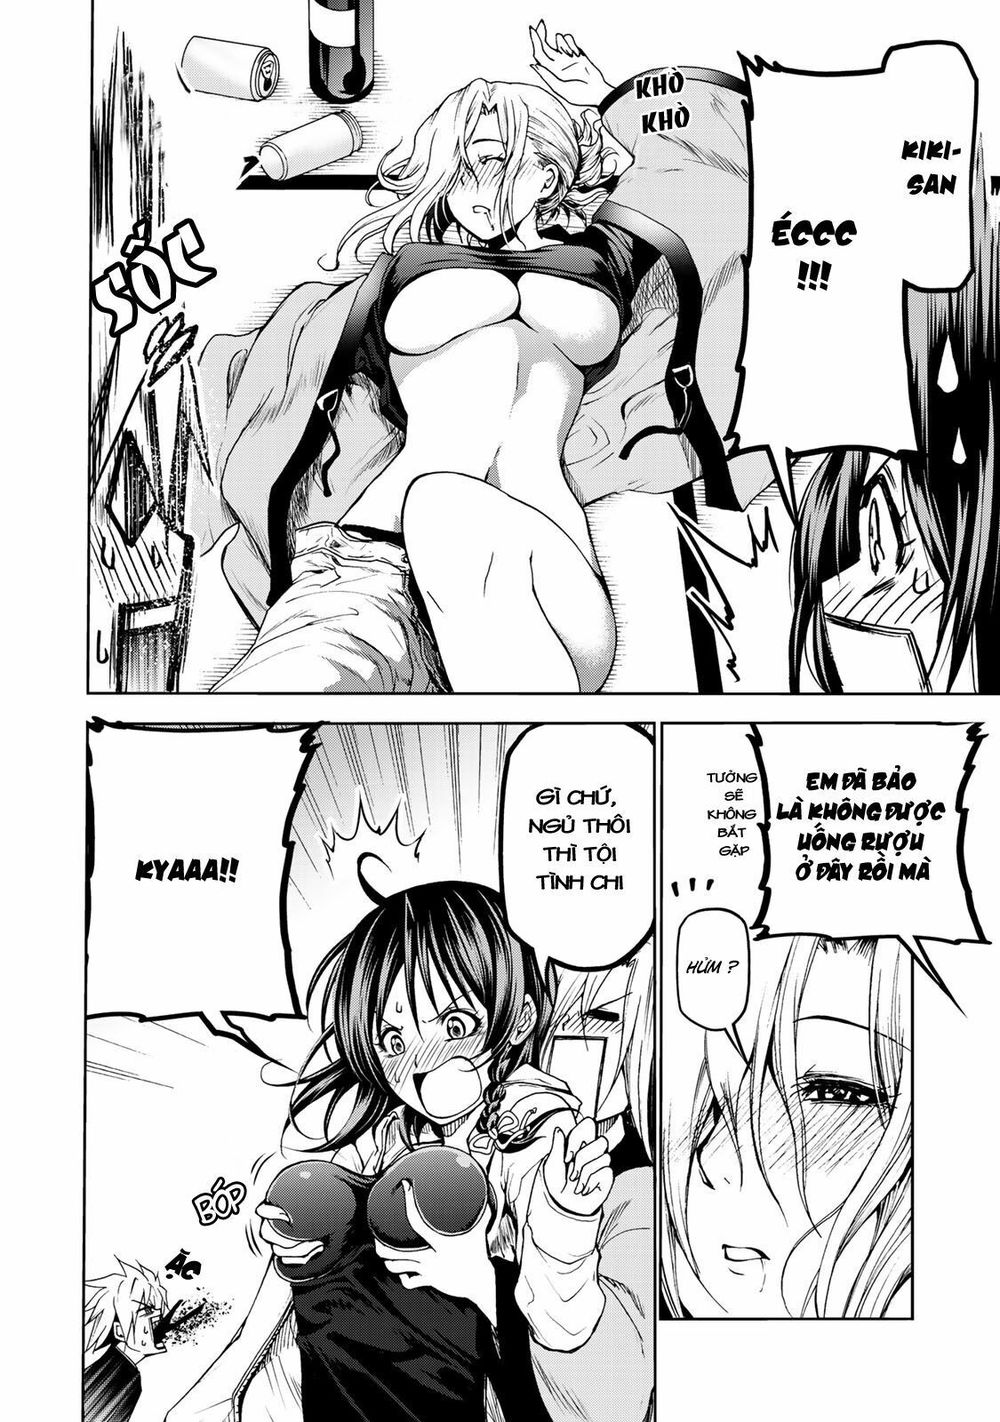 KIKI-
SAN
ÉCCC
!!!
KHÒ
KHÒ
SỐC
EM ĐÃ BẢO
LÀ KHÔNG ĐƯỢC
UỐNG RƯỢU
Ở ĐÂY RỒI MÀ
TƯỞNG
SẼ
KHÔNG
BẮT
GẶP
HỬM ?
GÌ CHỨ,
NGỦ THÔI
THÌ TỘI
TÌNH CHI
KYAAA!!
BÓP
ẶC